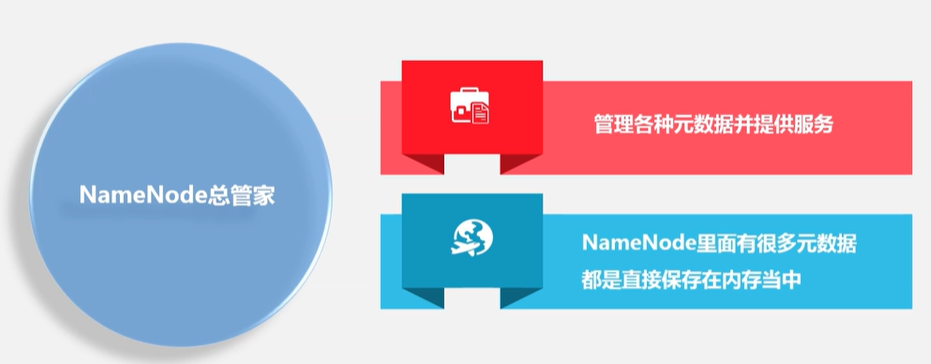 NameNode总管家
管理各种元数据并提供服务
NameNode里面有很多元数据
都是直接保存在内存当中